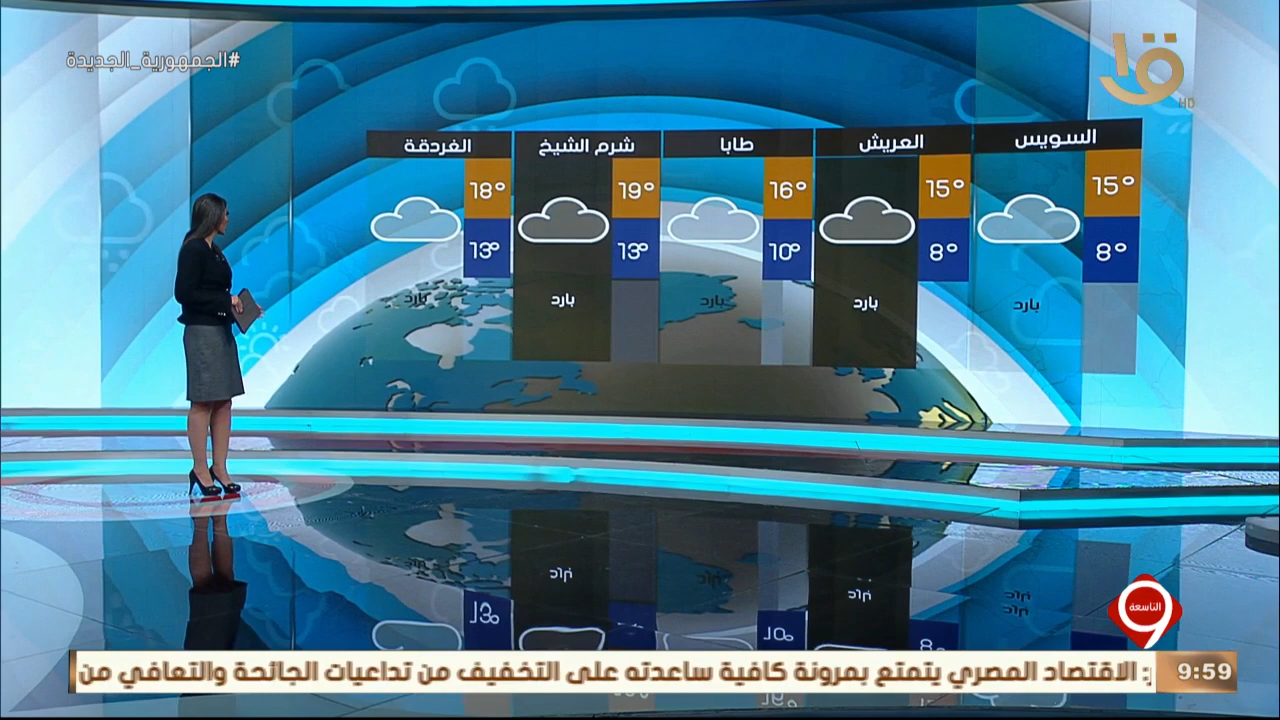 #الجمهورية_الجديدة
HD
السويس
15°
8°
بارد
العريش
15°
8°
بارد
طابا
16°
10°
بارد
شرم الشيخ
19°
13°
بارد
الغردقة
18°
13°
بارد
التاسعة
9
الاقتصاد المصري يتمتع بمرونة كافية ساعدته على التخفيف من تداعيات الجائحة والتعافي من
9:59